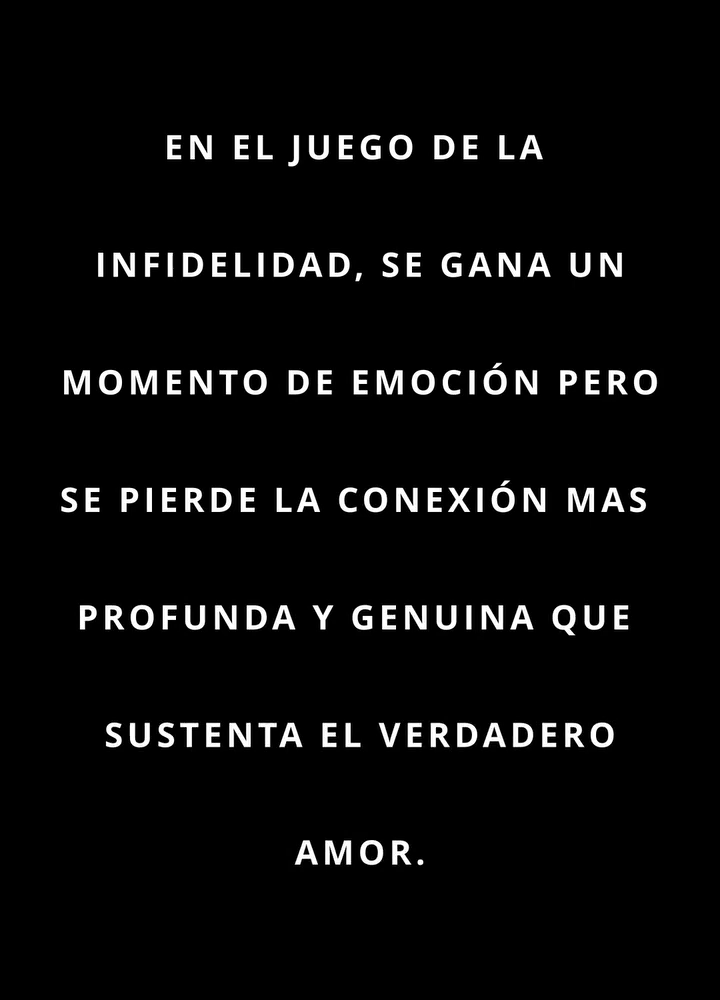 EN EL JUEGO DE LA
INFIDELIDAD, SE GANA UN
MOMENTO DE EMOCIÓN PERO
SE PIERDE LA CONEXIÓN MAS
PROFUNDA Y GENUINA QUE
SUSTENTA EL VERDADERO
AMOR.